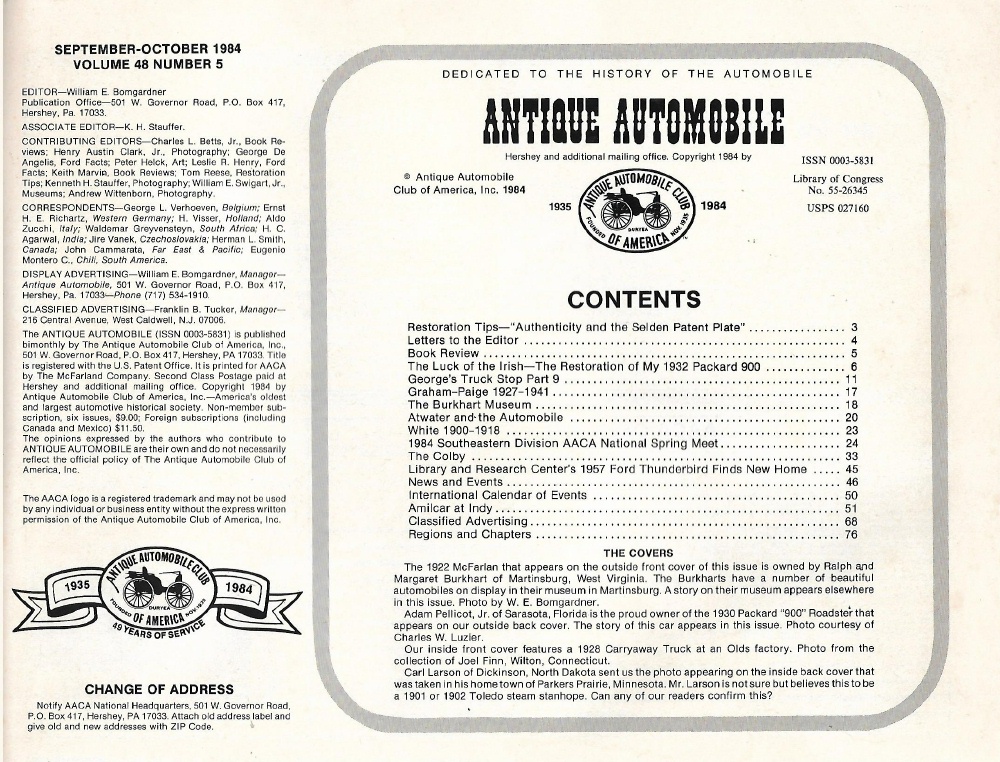 SEPTEMBER-OCTOBER 1984
VOLUME 48 NUMBER 5
EDITOR—William E. Bomgardner
Publication Office—501 W. Governor Road, P.O. Box 417,
Hershey, Pa. 17033.
ASSOCIATE EDITOR—K. H. Stauffer.
CONTRIBUTING EDITORS—Charles L. Betts, Jr., Book Re-
views; Henry Austin Clark, Jr., Photography; George De
Angelis, Ford Facts; Peter Helck, Art; Leslie R. Henry, Ford
Facts; Keith Marvin, Book Reviews; Tom Reese, Restoration
Tips; Kenneth H. Stauffer, Photography; William E. Swigart, Jr.,
Museums; Andrew Wittenborn, Photography.
CORRESPONDENTS—George L. Verhoeven, Belgium; Ernst
H. E. Richartz, Western Germany; H. Visser, Holland; Aldo
Zucchi, Italy; Waldemar Greyvensteyn, South Africa; H. C.
Agarwal, India; Jire Vanek, Czechoslovakia; Herman L. Smith,
Canada; John Cammarata, Far East & Pacific; Eugenio
Montero C., Chili, South America.
DISPLAY ADVERTISING—William E. Bomgardner, Manager—
Antique Automobile, 501 W. Governor Road, P.O. Box 417,
Hershey, Pa. 17033—Phone (717) 534-1910.
CLASSIFIED ADVERTISING—Franklin B. Tucker, Manager—
216 Central Avenue, West Caldwell, N.J. 07006.
The ANTIQUE AUTOMOBILE (ISSN 0003-5831) is published
bimonthly by The Antique Automobile Club of America, Inc.,
501 W. Governor Road, P.O. Box 417, Hershey, PA 17033. Title
is registered with the U.S. Patent Office. It is printed for AACA
by The McFarland Company. Second Class Postage paid at
Hershey and additional mailing office. Copyright 1984 by
Antique Automobile Club of America, Inc.—America's oldest
and largest automotive historical society. Non-member sub-
scription, six issues, $9.00; Foreign subscriptions (including
Canada and Mexico) $11.50.
The opinions expressed by the authors who contribute to
ANTIQUE AUTOMOBILE are their own and do not necessarily
reflect the official policy of The Antique Automobile Club of
America, Inc.
The AACA logo is a registered trademark and may not be used
by any individual or business entity without the express written
permission of the Antique Automobile Club of America, Inc.
1935
ANTIQUE AUTOMOBILE CLUB
1984
DURYEA
FOUNDED NOV. 1935
OF AMERICA
49 YEARS OF SERVICE
CHANGE OF ADDRESS
Notify AACA National Headquarters, 501 W. Governor Road,
P.O. Box 417, Hershey, PA 17033. Attach old address label and
give old and new addresses with ZIP Code.
DEDICATED TO THE HISTORY OF THE AUTOMOBILE
ANTIQUE AUTOMOBILE
Hershey and additional mailing office. Copyright 1984 by
© Antique Automobile
Club of America, Inc. 1984
ISSN 0003-5831
Library of Congress
No. 55-26345
USPS 027160
1935
ANTIQUE AUTOMOBILE CLUB
1984
DURYEA
FOUNDED NOV. 1935
OF AMERICA
CONTENTS
Restoration Tips—"Authenticity and the Selden Patent Plate" ................ 3
Letters to the Editor ................ 4
Book Review ................ 5
The Luck of the Irish—The Restoration of My 1932 Packard 900 ............. 6
George's Truck Stop Part 9 ................ 11
Graham-Paige 1927-1941 ................ 17
The Burkhart Museum ................ 18
Atwater and the Automobile ................ 20
White 1900-1918 ................ 23
1984 Southeastern Division AACA National Spring Meet ................ 24
The Colby ................ 33
Library and Research Center's 1957 Ford Thunderbird Finds New Home ..... 45
News and Events ................ 46
International Calendar of Events ................ 50
Amilcar at Indy ................ 51
Classified Advertising ................ 68
Regions and Chapters ................ 76
THE COVERS
The 1922 McFarlan that appears on the outside front cover of this issue is owned by Ralph and
Margaret Burkhart of Martinsburg, West Virginia. The Burkharts have a number of beautiful
automobiles on display in their museum in Martinsburg. A story on their museum appears elsewhere
in this issue. Photo by W. E. Bomgardner.
Adam Pellicot, Jr. of Sarasota, Florida is the proud owner of the 1930 Packard "900" Roadster that
appears on our outside back cover. The story of this car appears in this issue. Photo courtesy of
Charles W. Luzier.
Our inside front cover features a 1928 Carryaway Truck at an Olds factory. Photo from the
collection of Joel Finn, Wilton, Connecticut.
Carl Larson of Dickinson, North Dakota sent us the photo appearing on the inside back cover that
was taken in his home town of Parkers Prairie, Minnesota. Mr. Larson is not sure but believes this to be
a 1901 or 1902 Toledo steam stanhope. Can any of our readers confirm this?